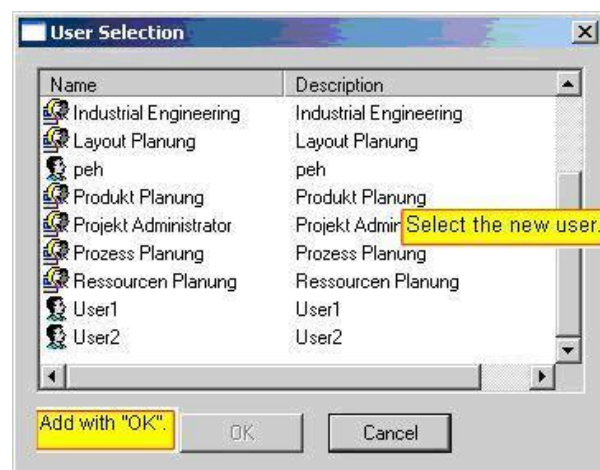 User Selection
Name Description
Industrial Engineering Industrial Engineering
Layout Planung Layout Planung
peh peh
Produkt Planung Produkt Planung
Projekt Administrator Projekt Admin
Select the new user.
Prozess Planung Prozess Planung
Ressourcen Planung Ressourcen Planung
User1 User1
User2 User2
Add with "OK". OK Cancel